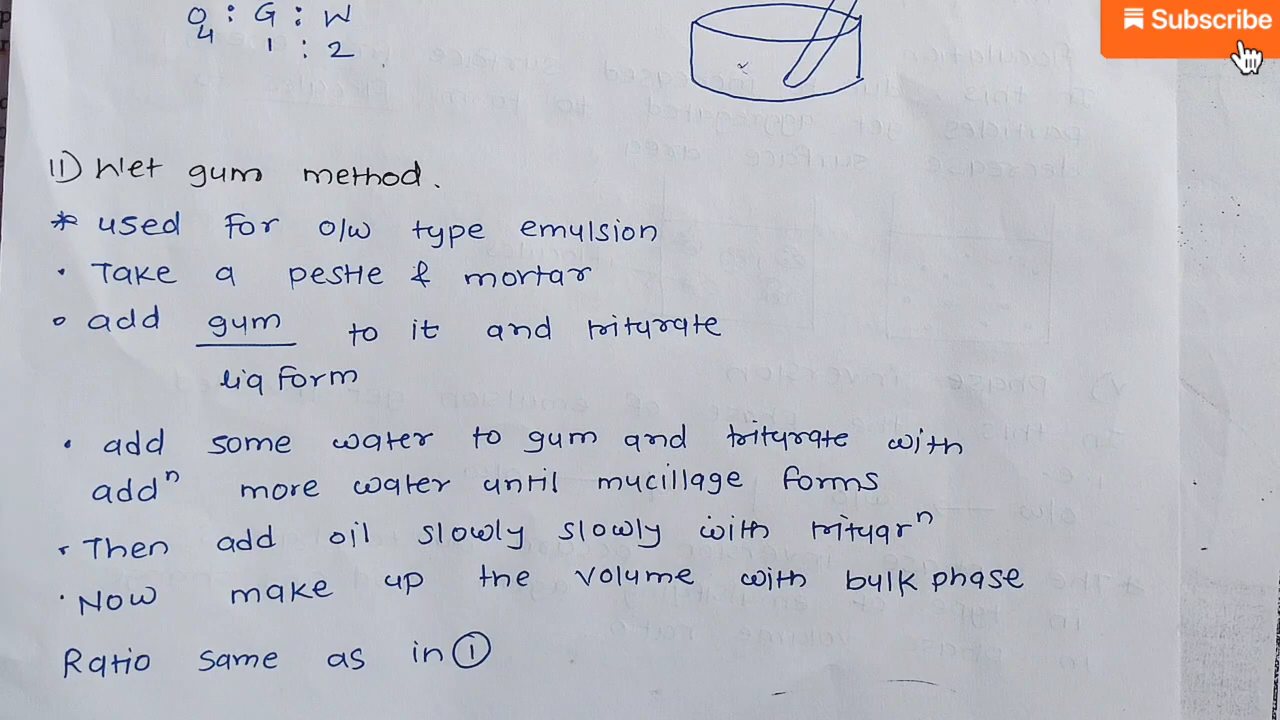 O : G : W
4 1 : 2
Subscribe
II) Wet gum method.
* used for o/w type emulsion
• Take a pestle & mortar
• add gum to it and triturate
liq form
• add some water to gum and triturate with
addⁿ more water until mucillage forms
• Then add oil slowly slowly with trituarⁿ
• Now make up the volume with bulk phase
Ratio same as in ①